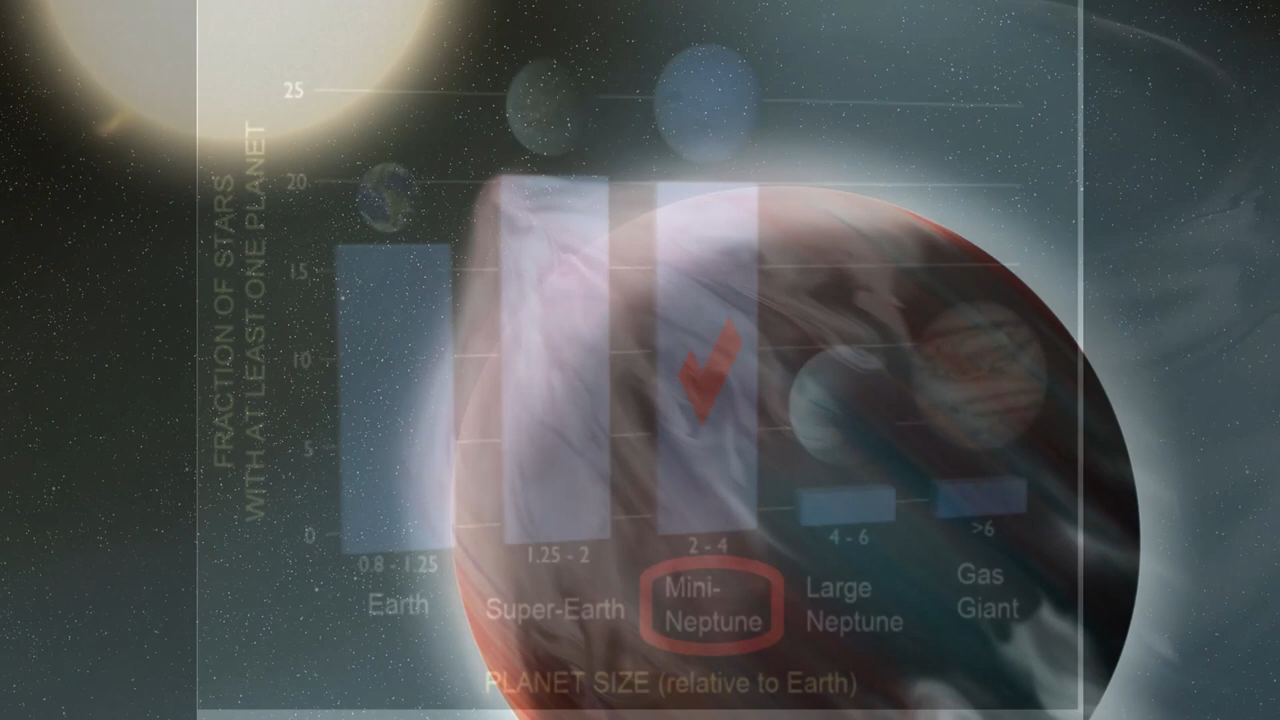 FRACTION OF STARS
WITH AT LEAST ONE PLANET
25
20
15
10
5
0
0.8 - 1.25
1.25 - 2
2 - 4
4 - 6
>6
Earth
Super-Earth
Mini-
Neptune
Large
Neptune
Gas
Giant
PLANET SIZE (relative to Earth)